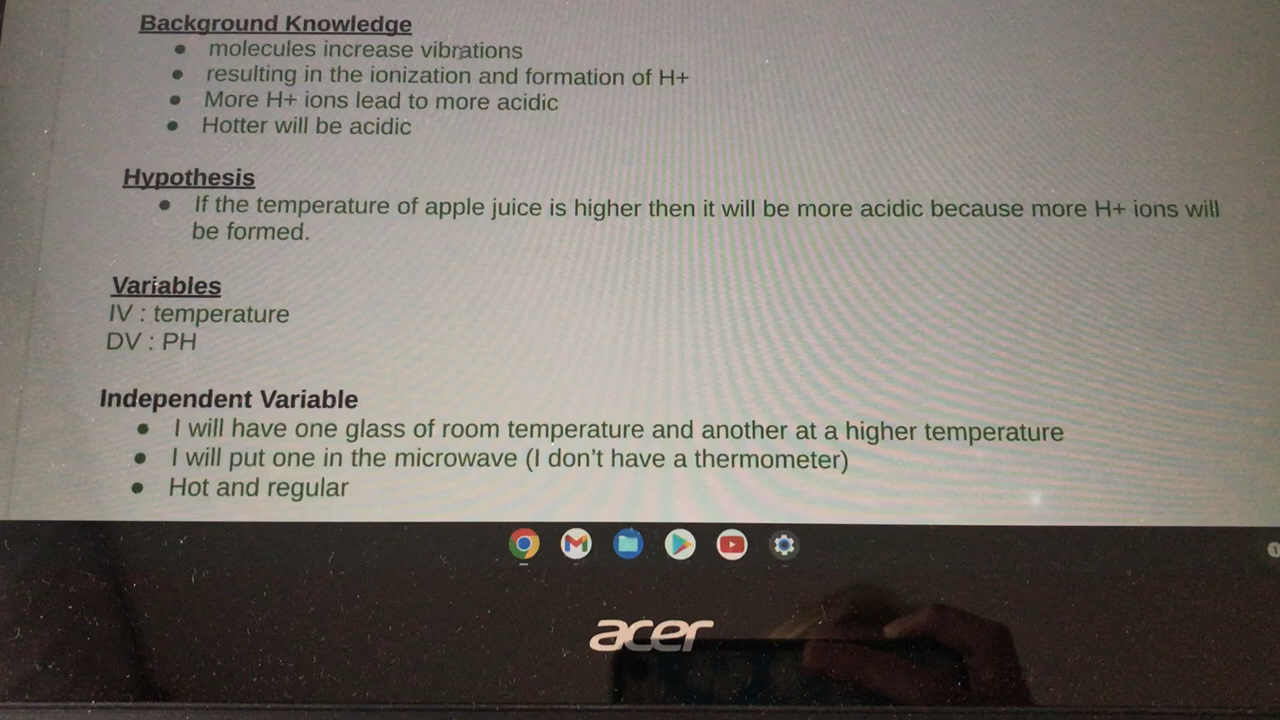 Background Knowledge
● molecules increase vibrations
● resulting in the ionization and formation of H+
● More H+ ions lead to more acidic
● Hotter will be acidic
Hypothesis
● If the temperature of apple juice is higher then it will be more acidic because more H+ ions will
be formed.
Variables
IV : temperature
DV : PH
Independent Variable
● I will have one glass of room temperature and another at a higher temperature
● I will put one in the microwave (I don't have a thermometer)
● Hot and regular
acer